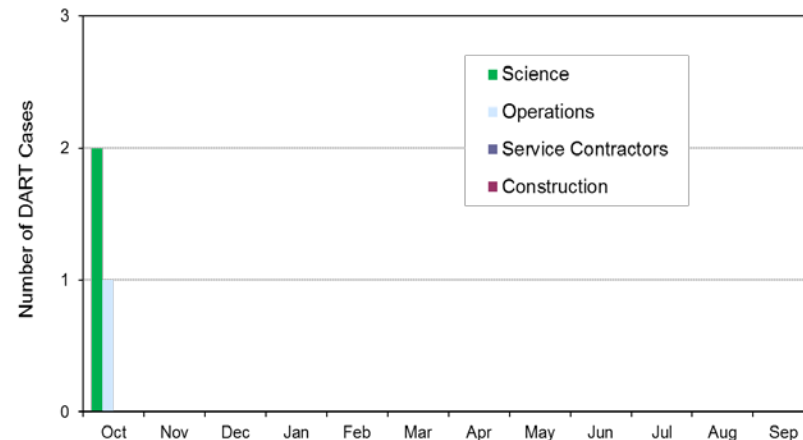 3
2
1
0
Number of DART Cases
Science
Operations
Service Contractors
Construction
Oct Nov Dec Jan Feb Mar Apr May Jun Jul Aug Sep